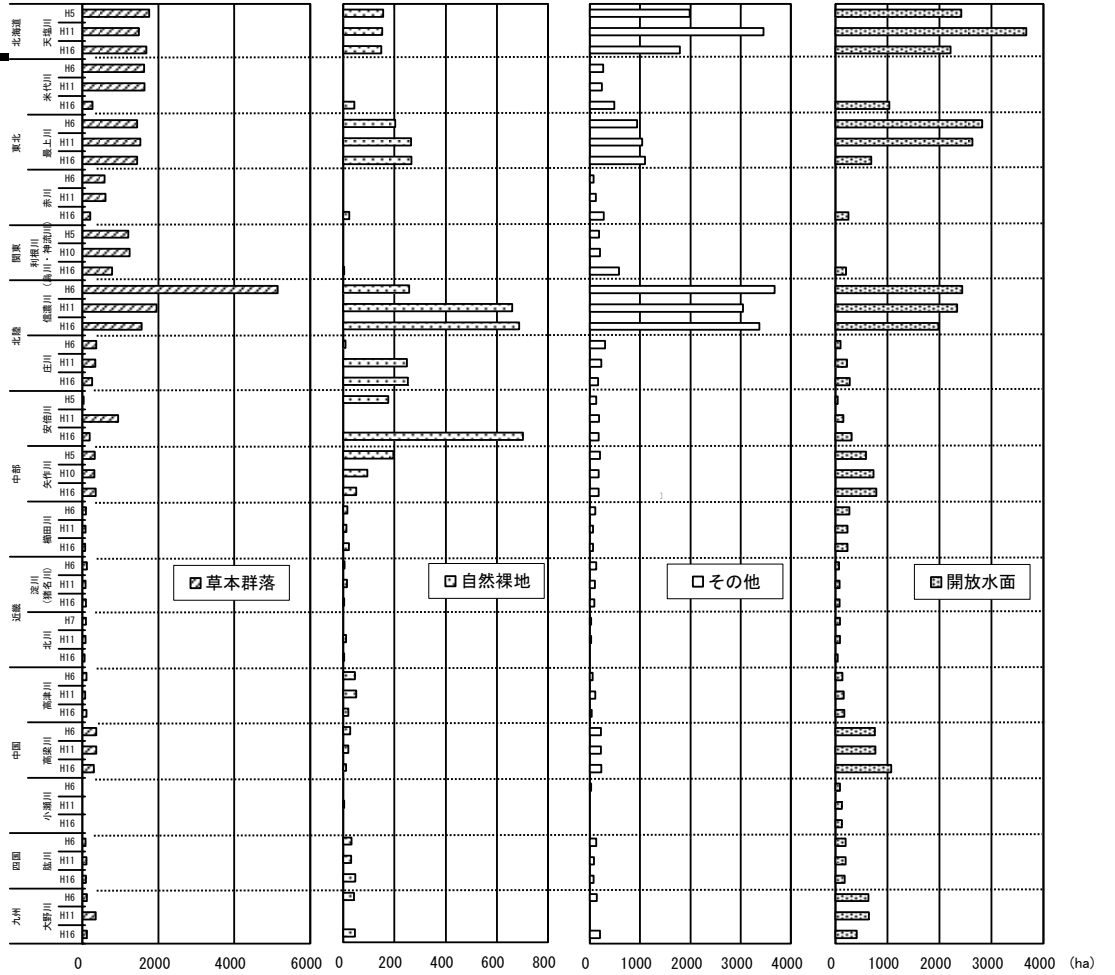 北海道
天塩川
H5
H11
H16
東北
米代川
H6
H11
H16
最上川
H6
H11
H16
赤川
H6
H11
H16
関東
利根川
(烏川・神流川)
H5
H10
H16
北陸
信濃川
H6
H11
H16
庄川
H6
H11
H16
中部
安倍川
H5
H11
H16
矢作川
H5
H10
H16
櫛田川
H6
H11
H16
近畿
淀川
(猪名川)
H6
H11
H16
北川
H7
H11
H16
中国
高津川
H6
H11
H16
高梁川
H6
H11
H16
小瀬川
H6
H11
H16
四国
肱川
H6
H11
H16
九州
大野川
H6
H11
H16
草本群落
自然裸地
その他
開放水面
0 2000 4000 6000
0 200 400 600 800
0 1000 2000 3000 4000
0 1000 2000 3000 4000 (ha)